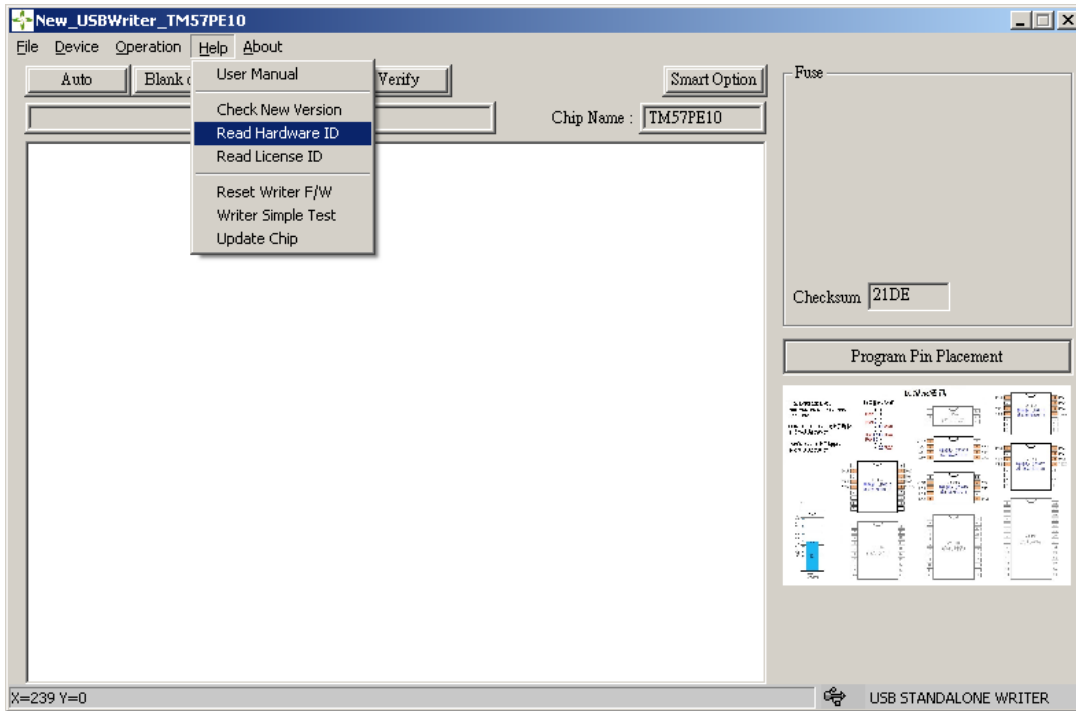 New_USBWriter_TM57PE10
File Device Operation Help About
Auto Blank Verify Smart Option
User Manual
Check New Version
Read Hardware ID
Read License ID
Reset Writer F/W
Writer Simple Test
Update Chip
Chip Name : TM57PE10
Fuse
Checksum 21DE
Program Pin Placement
X=239 Y=0 USB STANDALONE WRITER